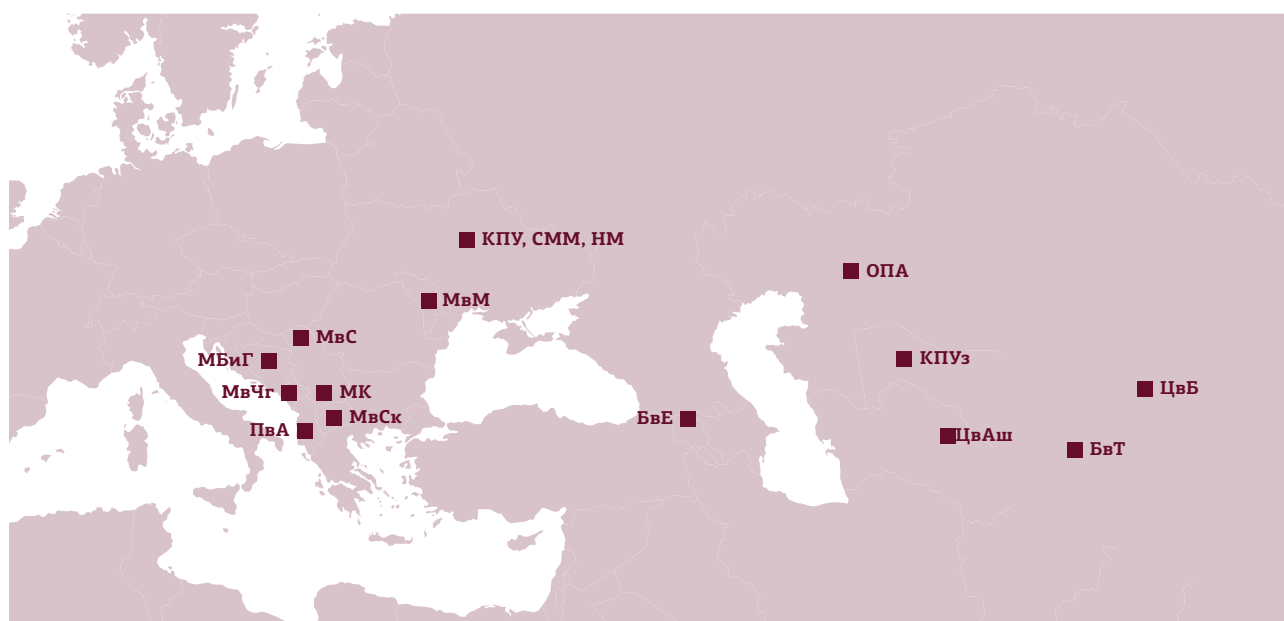 КПУ, СММ, НМ
ОПА
МвМ
МвС
МБиГ
КПУз
МвЧг
МК
ЦвБ
МвСк
БвЕ
ПвА
ЦвАш
БвТ